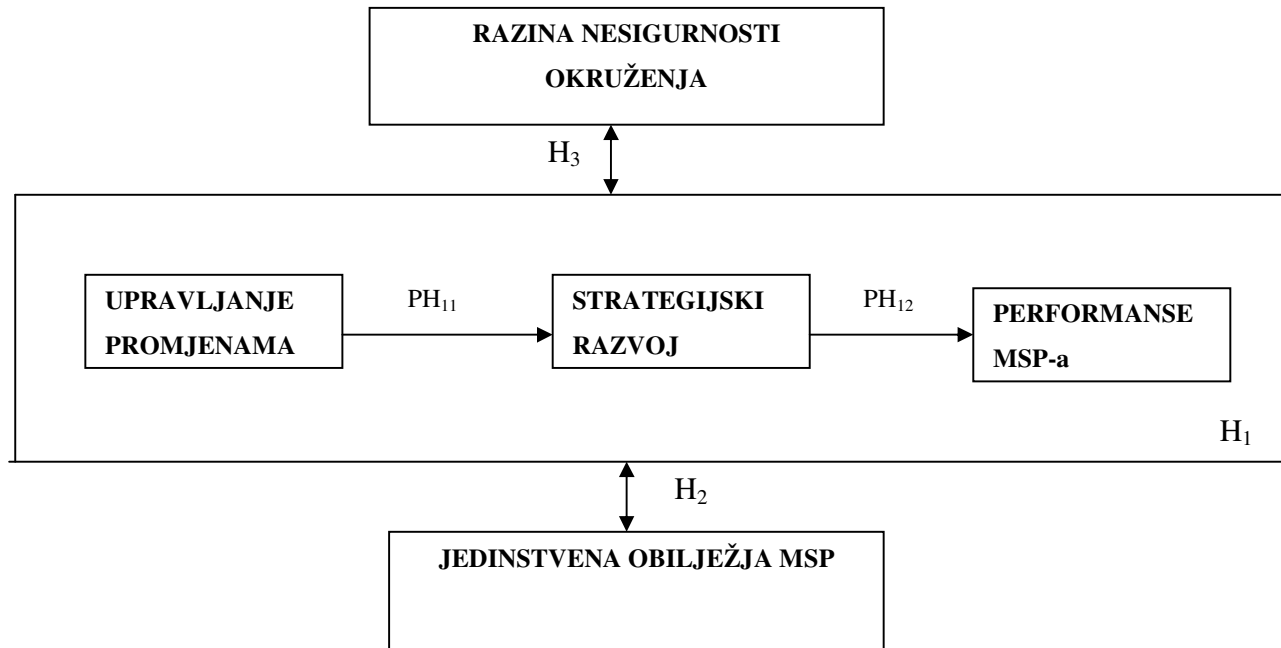 RAZINA NESIGURNOSTI
OKRUŽENJA
H₃
UPRAVLJANJE
PROMJENAMA
PH₁₁
STRATEGIJSKI
RAZVOJ
PH₁₂
PERFORMANSE
MSP-a
H₁
H₂
JEDINSTVENA OBILJEŽJA MSP